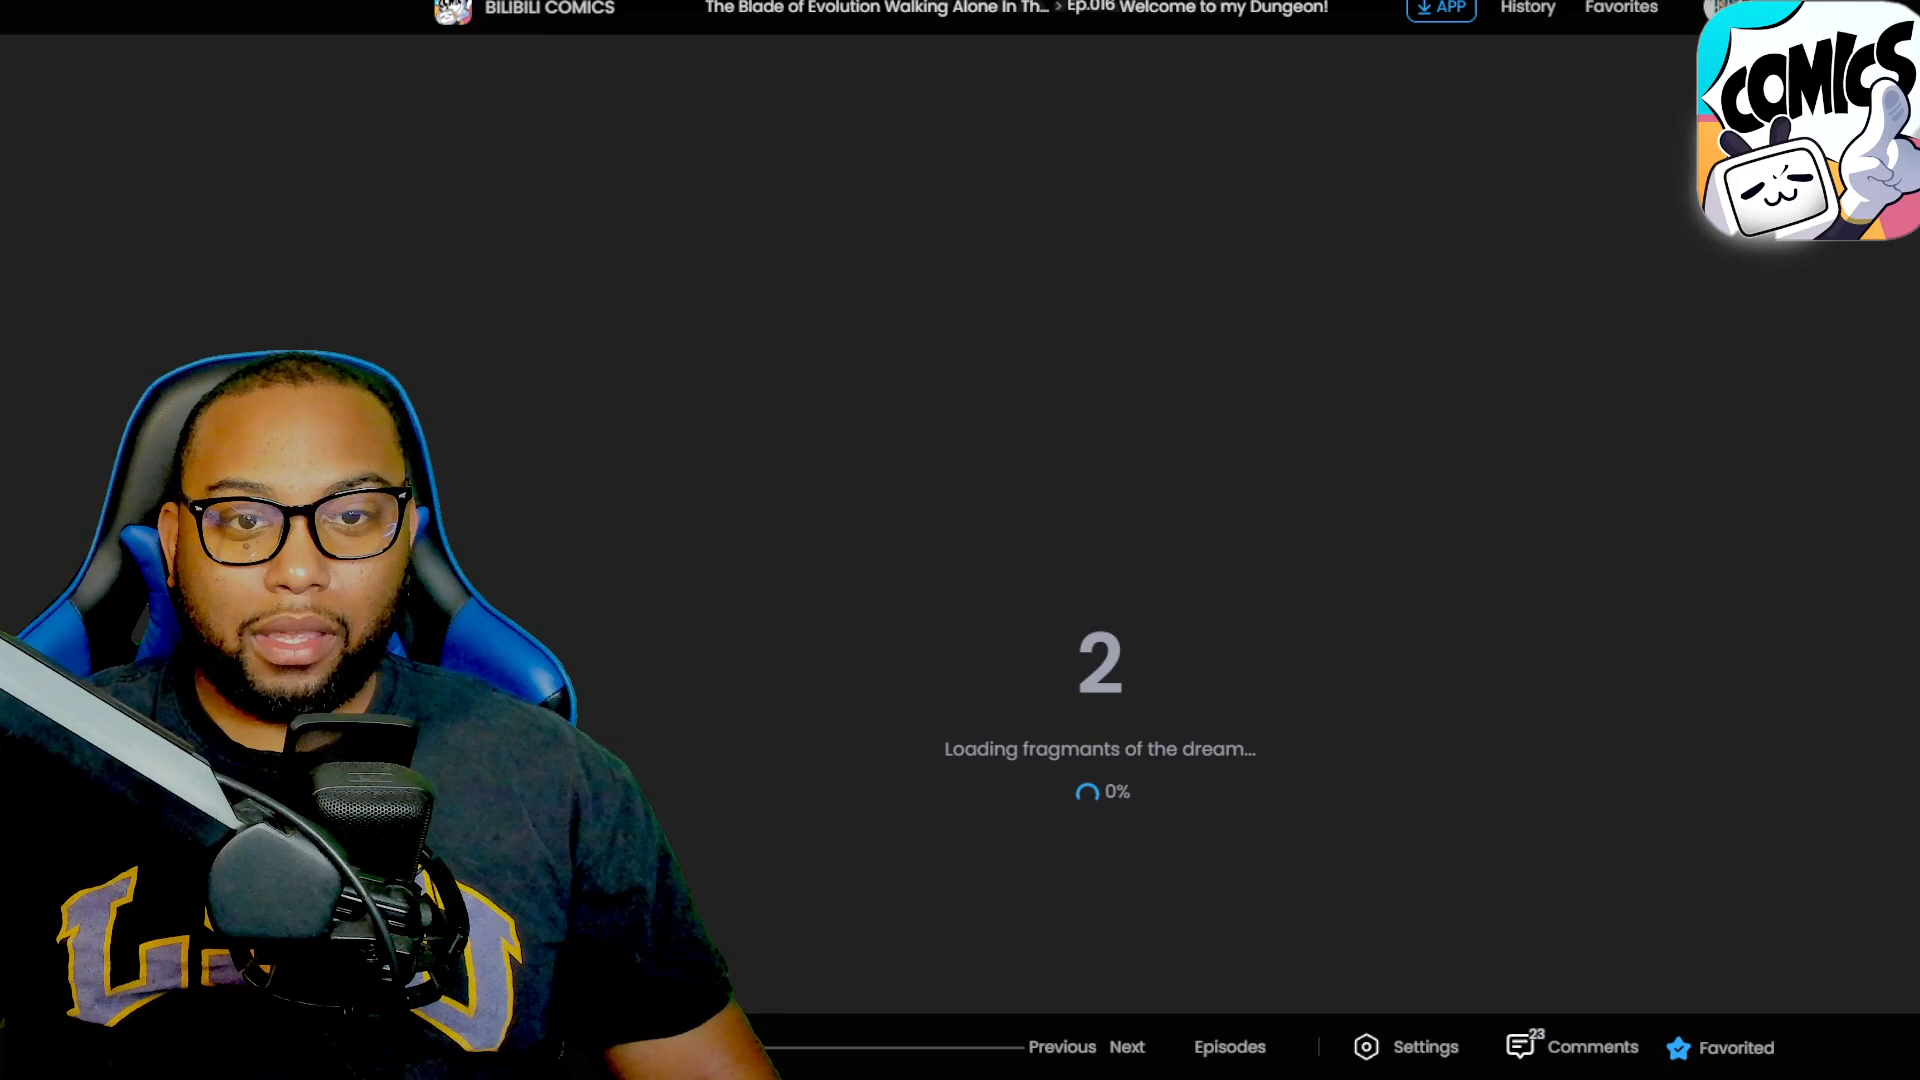 BILIBILI COMICS
The Blade of Evolution Walking Alone In Th... > Ep.016 Welcome to my Dungeon!
APP
History
Favorites
COMICS
2
Loading fragmants of the dream...
0%
Previous
Next
Episodes
Settings
23
Comments
Favorited